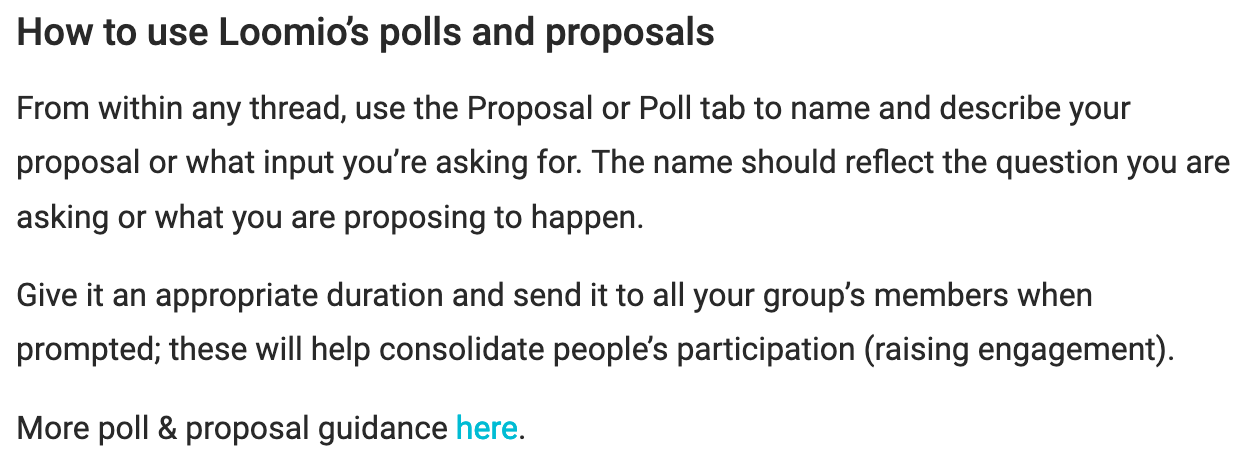 How to use Loomio’s polls and proposals
From within any thread, use the Proposal or Poll tab to name and describe your
proposal or what input you’re asking for. The name should reflect the question you are
asking or what you are proposing to happen.
Give it an appropriate duration and send it to all your group’s members when
prompted; these will help consolidate people’s participation (raising engagement).
More poll & proposal guidance here.